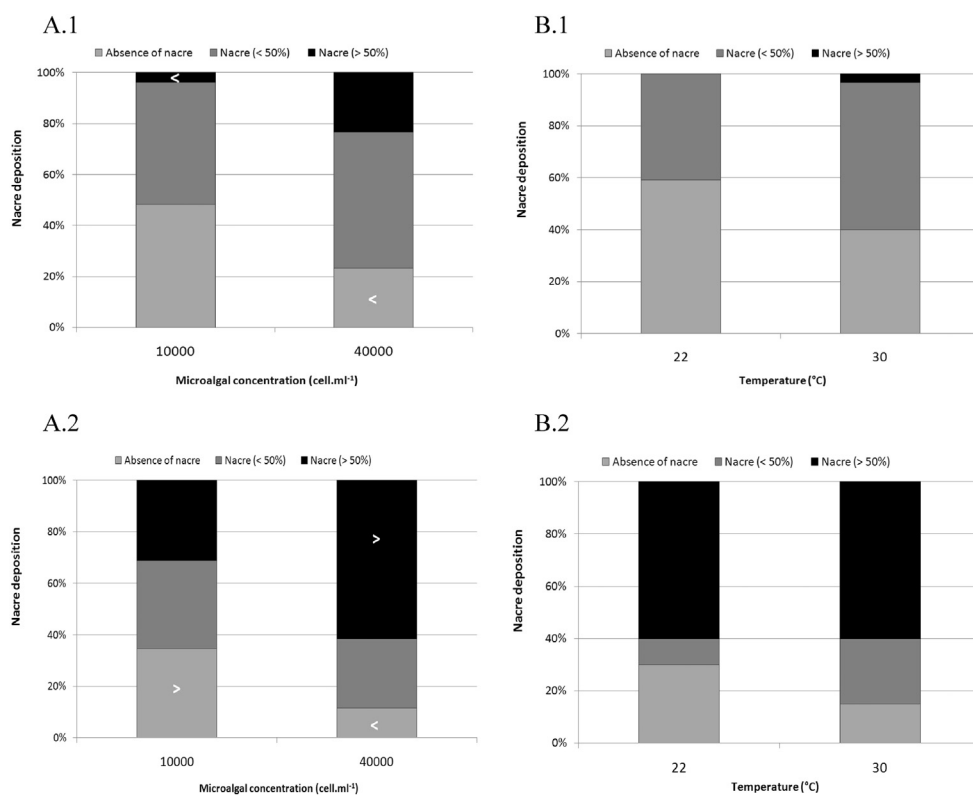 A.1
Absence of nacre Nacre (< 50%) Nacre (> 50%)
Nacre deposition
100%
80%
60%
40%
20%
0%
<
<
10000 40000
Microalgal concentration (cell.ml⁻¹)
B.1
Absence of nacre Nacre (< 50%) Nacre (> 50%)
Nacre deposition
100%
80%
60%
40%
20%
0%
22 30
Temperature (°C)
A.2
Absence of nacre Nacre (< 50%) Nacre (> 50%)
Nacre deposition
100%
80%
60%
40%
20%
0%
>
>
<
10000 40000
Microalgal concentration (cell.ml⁻¹)
B.2
Absence of nacre Nacre (< 50%) Nacre (> 50%)
Nacre deposition
100%
80%
60%
40%
20%
0%
22 30
Temperature (°C)